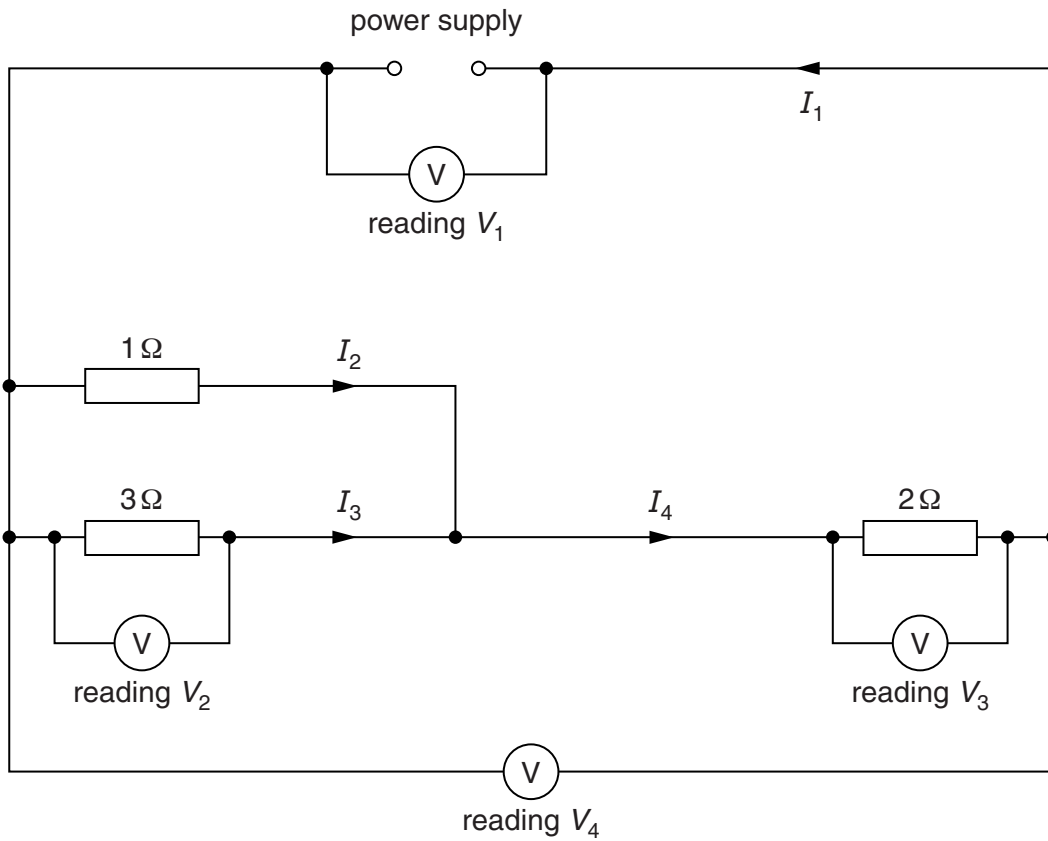 power supply
I₁
V
reading V₁
1 Ω
I₂
3 Ω
I₃
I₄
2 Ω
V
V
reading V₂
reading V₃
V
reading V₄